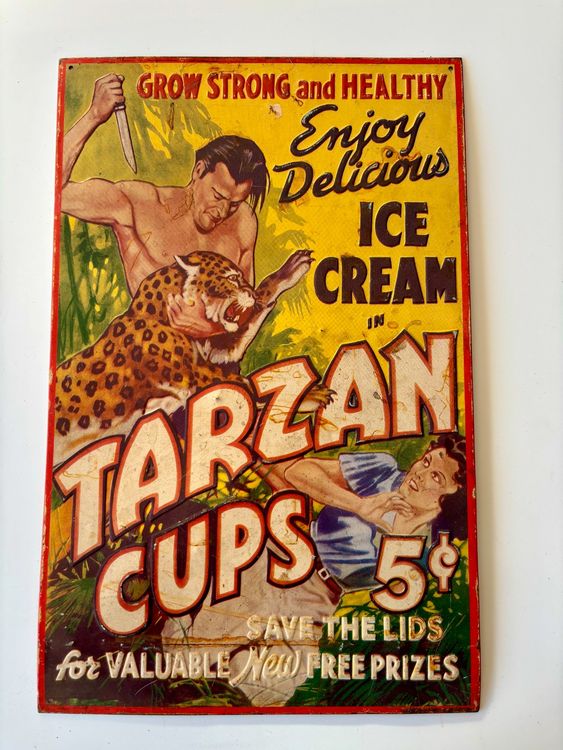 GROW STRONG and HEALTHY
Enjoy
Delicious
ICE
CREAM
IN
TARZAN
CUPS
5¢
SAVE THE LIDS
for VALUABLE New FREE PRIZES